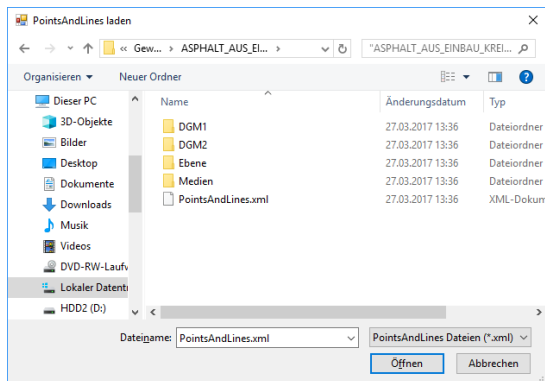 PointsAndLines laden
« Gew... › ASPHALT_AUS_EI... › "ASPHALT_AUS_EINBAU_KREI...
Organisieren Neuer Ordner
Dieser PC
3D-Objekte
Bilder
Desktop
Dokumente
Downloads
Musik
Videos
DVD-RW-Laufw
Lokaler Datent
HDD2 (D:)
Name Änderungsdatum Typ
DGM1 27.03.2017 13:36 Dateiordner
DGM2 27.03.2017 13:36 Dateiordner
Ebene 27.03.2017 13:36 Dateiordner
Medien 27.03.2017 13:36 Dateiordner
PointsAndLines.xml 27.03.2017 13:36 XML-Dokum
Dateiname: PointsAndLines.xml PointsAndLines Dateien (*.xml)
Öffnen Abbrechen